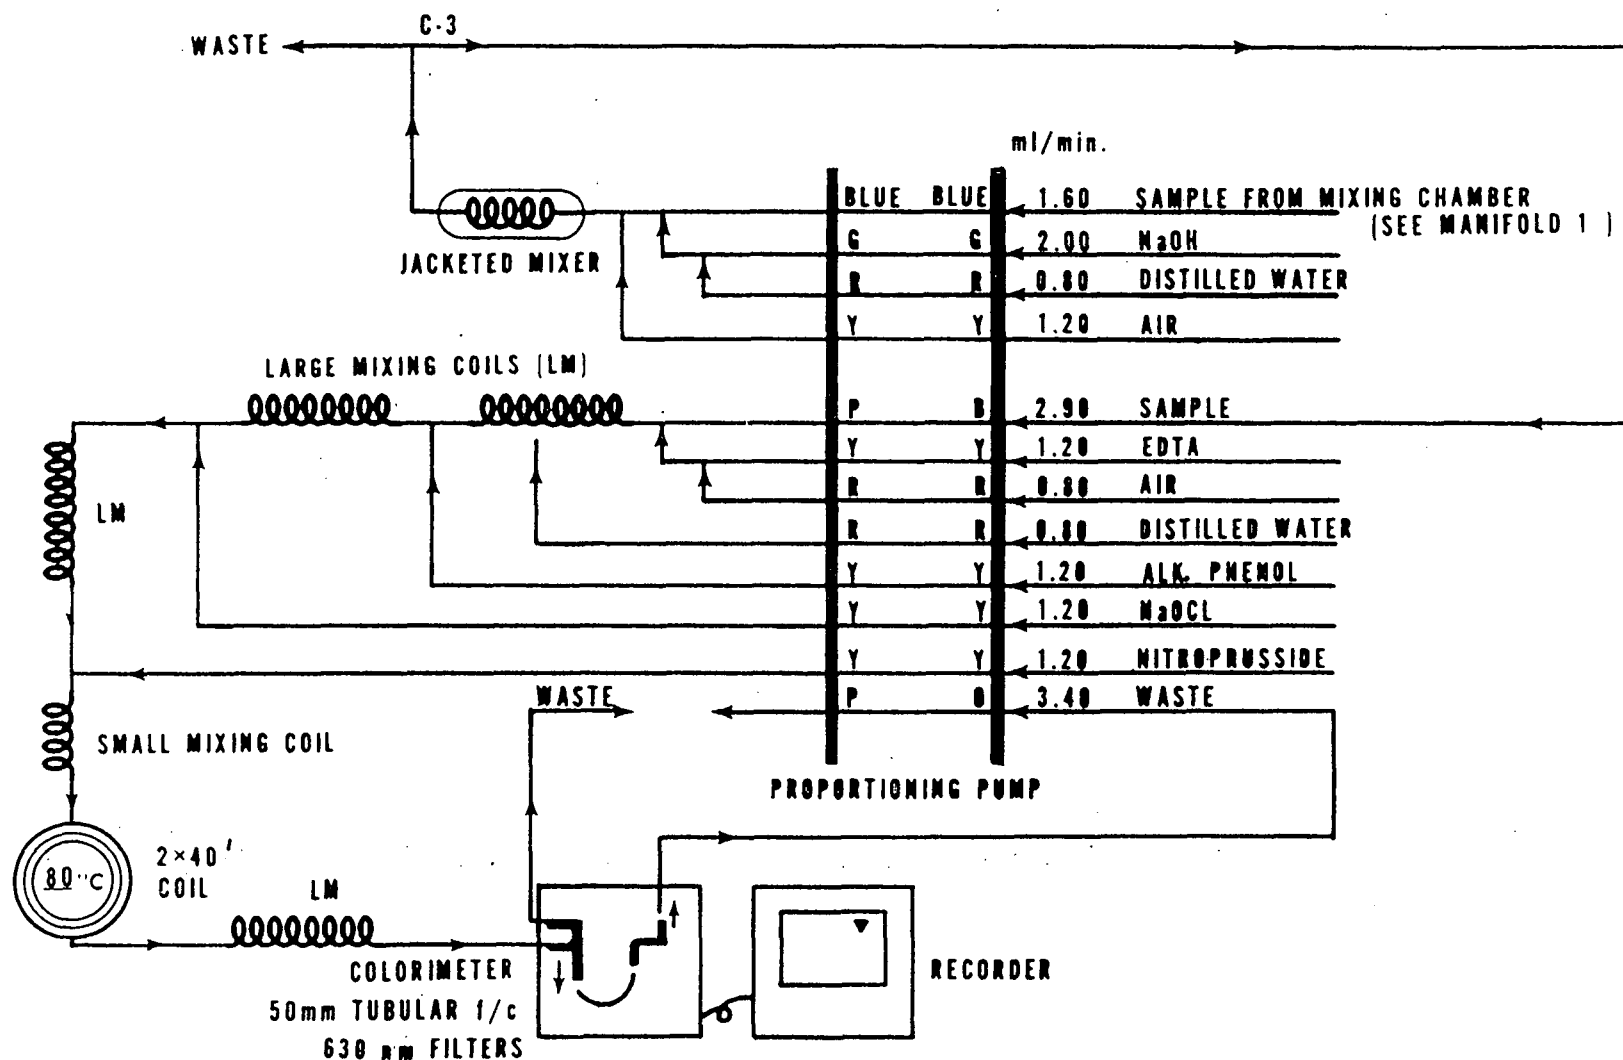 C-3
WASTE
ml/min.
BLUE BLUE 1.60 SAMPLE FROM MIXING CHAMBER
(SEE MANIFOLD 1 )
G G 2.00 NaOH
JACKETED MIXER
R R 0.80 DISTILLED WATER
Y Y 1.20 AIR
LARGE MIXING COILS (LM)
P B 2.90 SAMPLE
Y Y 1.20 EDTA
R R 0.80 AIR
LM
R R 0.80 DISTILLED WATER
Y Y 1.20 ALK. PHENOL
Y Y 1.20 NaOCL
Y Y 1.20 NITROPRUSSIDE
WASTE
P O 3.40 WASTE
SMALL MIXING COIL
PROPORTIONING PUMP
80°C
2×40'
COIL
LM
COLORIMETER
50mm TUBULAR f/c
630 nm FILTERS
RECORDER